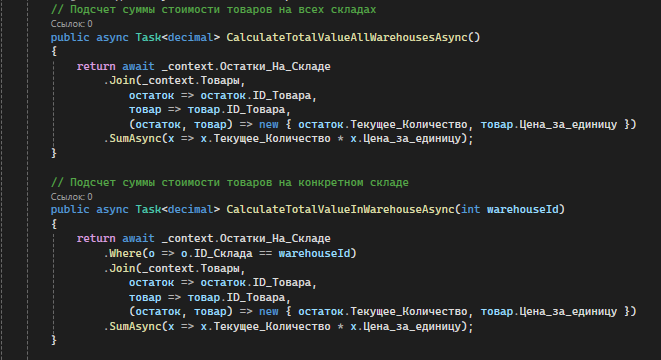 // Подсчет суммы стоимости товаров на всех складах
Ссылок: 0
public async Task<decimal> CalculateTotalValueAllWarehousesAsync()
{
return await _context.Остатки_На_Складе
.Join(_context.Товары,
остаток => остаток.ID_Товара,
товар => товар.ID_Товара,
(остаток, товар) => new { остаток.Текущее_Количество, товар.Цена_за_единицу })
.SumAsync(x => x.Текущее_Количество * x.Цена_за_единицу);
}
// Подсчет суммы стоимости товаров на конкретном складе
Ссылок: 0
public async Task<decimal> CalculateTotalValueInWarehouseAsync(int warehouseId)
{
return await _context.Остатки_На_Складе
.Where(o => o.ID_Склада == warehouseId)
.Join(_context.Товары,
остаток => остаток.ID_Товара,
товар => товар.ID_Товара,
(остаток, товар) => new { остаток.Текущее_Количество, товар.Цена_за_единицу })
.SumAsync(x => x.Текущее_Количество * x.Цена_за_единицу);
}